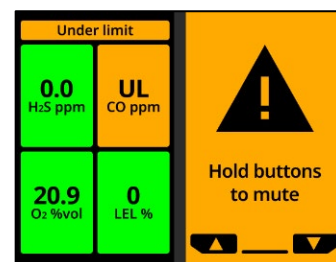 Under limit
0.0
H₂S ppm
UL
CO ppm
20.9
O₂ %vol
0
LEL %
!
Hold buttons
to mute